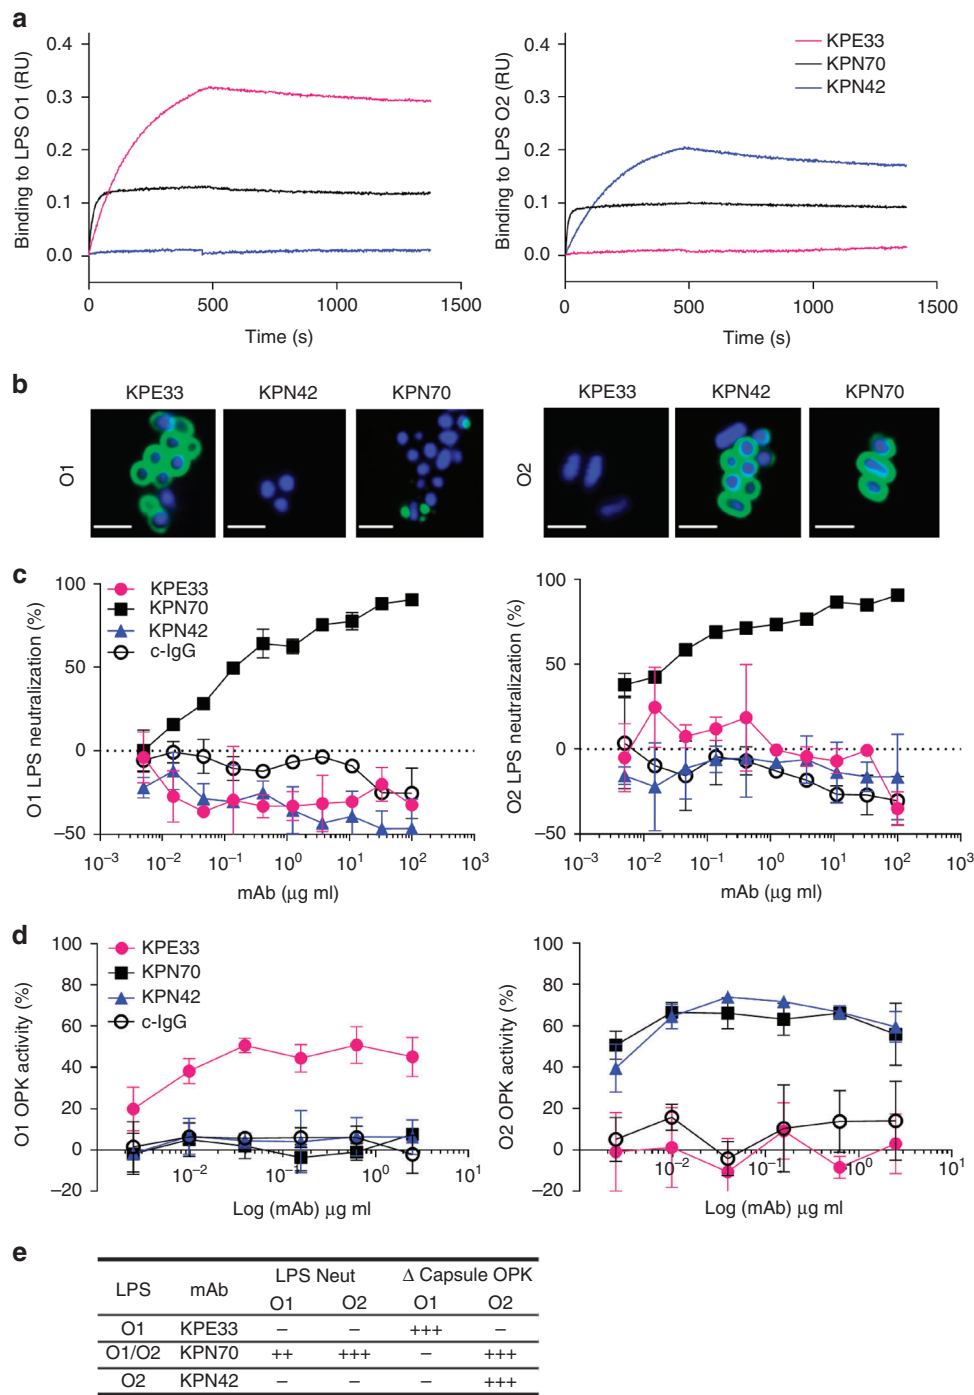 a
0.4
0.3
0.2
0.1
0.0
Binding to LPS O1 (RU)
0
500
1000
1500
Time (s)
0.4
0.3
0.2
0.1
0.0
Binding to LPS O2 (RU)
KPE33
KPN70
KPN42
0
500
1000
1500
Time (s)
b
KPE33
KPN42
KPN70
O1
KPE33
KPN42
KPN70
O2
c
100
50
0
−50
O1 LPS neutralization (%)
KPE33
KPN70
KPN42
c-IgG
10−3
10−2
10−1
100
101
102
103
mAb (μg ml)
100
50
0
−50
O2 LPS neutralization (%)
10−3
10−2
10−1
100
101
102
103
mAb (μg ml)
d
100
80
60
40
20
0
−20
O1 OPK activity (%)
KPE33
KPN70
KPN42
c-IgG
10−2
10−1
100
101
Log (mAb) μg ml
100
80
60
40
20
0
−20
O2 OPK activity (%)
10−2
10−1
100
101
Log (mAb) μg ml
e
LPS mAb LPS Neut Δ Capsule OPK
O1 O2 O1 O2
O1 KPE33 – – +++ –
O1/O2 KPN70 ++ +++ – +++
O2 KPN42 – – – +++